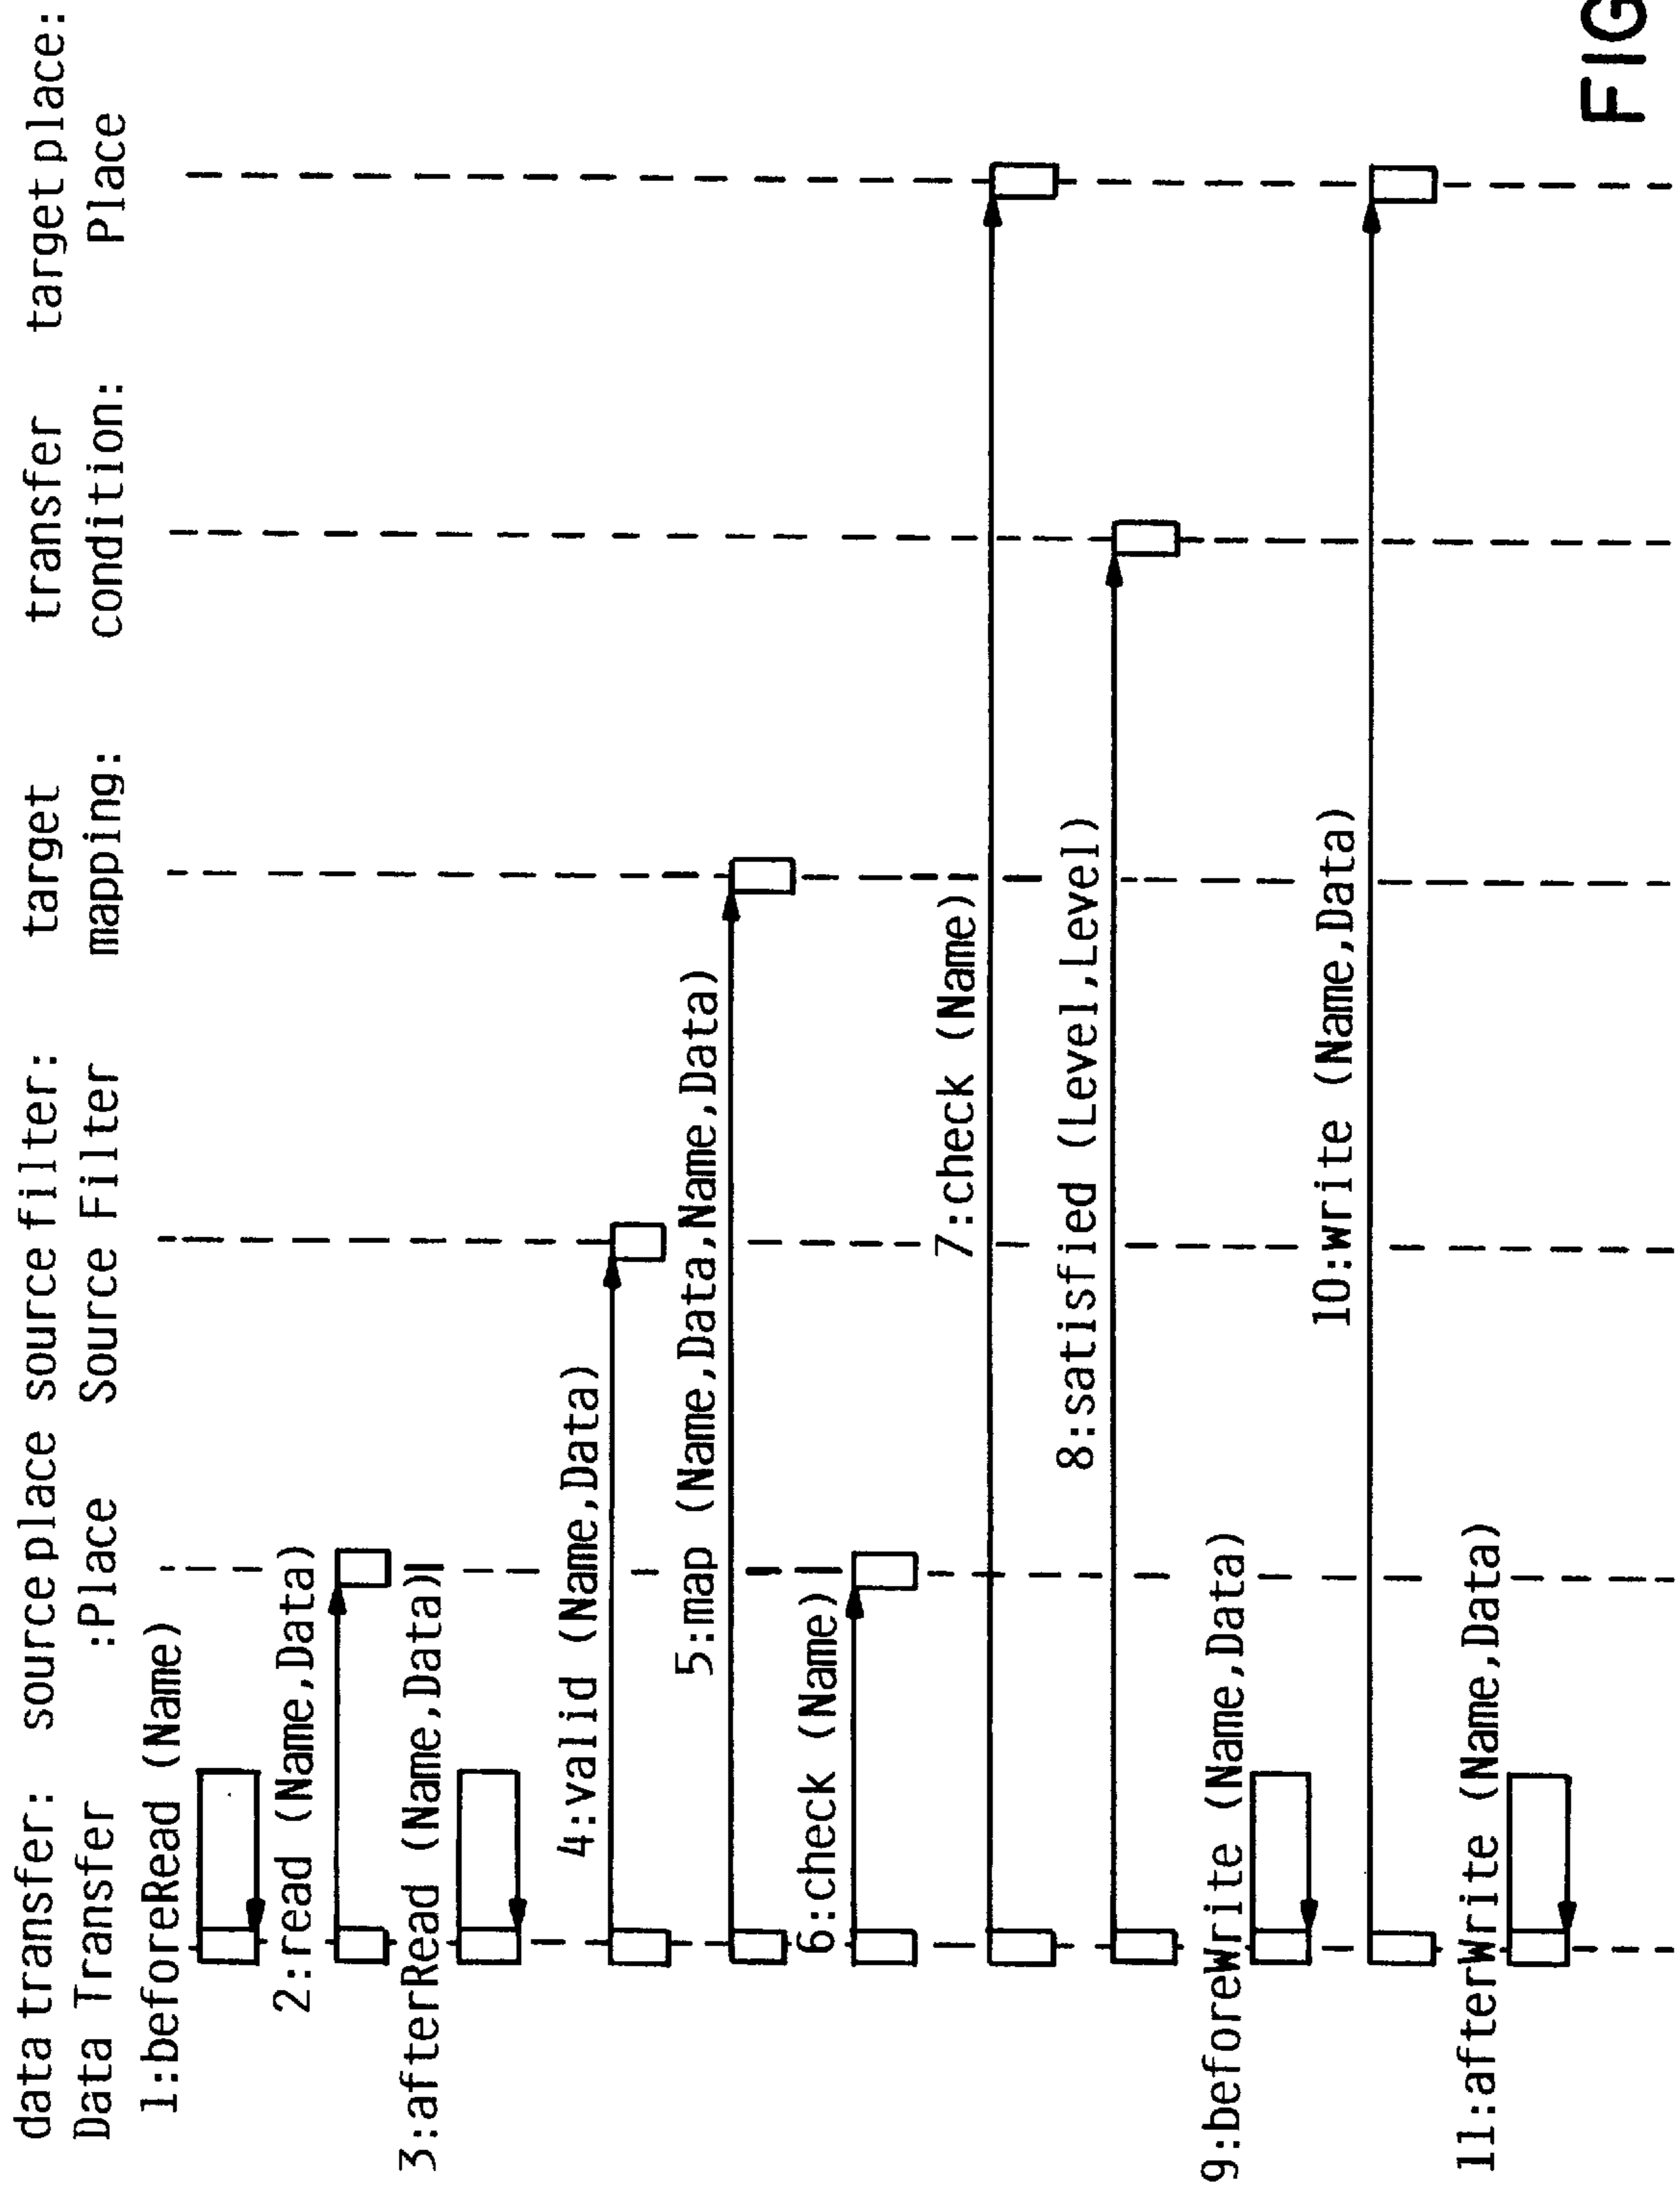 data transfer: source place source filter: target transfer target place:
Data Transfer :Place Source Filter mapping: condition: Place
1:beforeRead (Name)
2:read (Name,Data)
3:afterRead (Name,Data)
4:valid (Name,Data)
5:map (Name,Data,Name,Data)
6:check (Name)
7:check (Name)
8:satisfied (Level,Level)
9:beforeWrite (Name,Data)
10:write (Name,Data)
11:afterWrite (Name,Data)
FIG